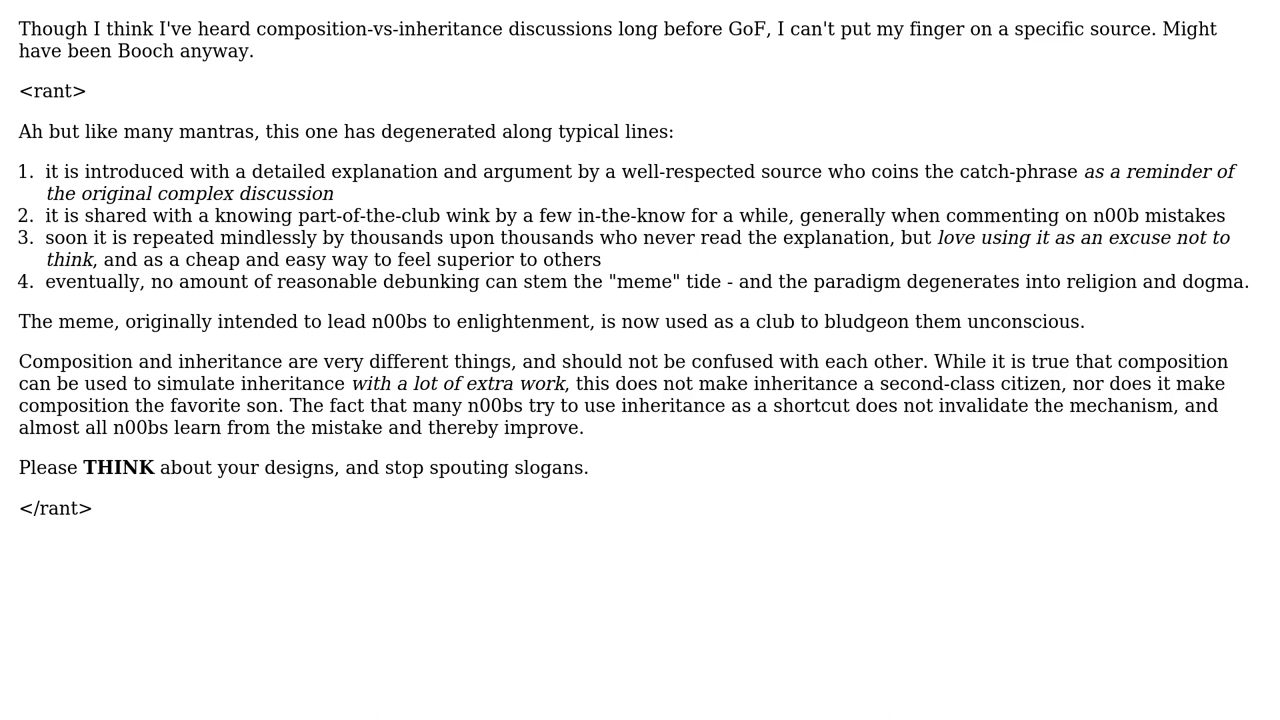 Though I think I've heard composition-vs-inheritance discussions long before GoF, I can't put my finger on a specific source. Might
have been Booch anyway.
<rant>
Ah but like many mantras, this one has degenerated along typical lines:
1. it is introduced with a detailed explanation and argument by a well-respected source who coins the catch-phrase as a reminder of
the original complex discussion
2. it is shared with a knowing part-of-the-club wink by a few in-the-know for a while, generally when commenting on n00b mistakes
3. soon it is repeated mindlessly by thousands upon thousands who never read the explanation, but love using it as an excuse not to
think, and as a cheap and easy way to feel superior to others
4. eventually, no amount of reasonable debunking can stem the "meme" tide - and the paradigm degenerates into religion and dogma.
The meme, originally intended to lead n00bs to enlightenment, is now used as a club to bludgeon them unconscious.
Composition and inheritance are very different things, and should not be confused with each other. While it is true that composition
can be used to simulate inheritance with a lot of extra work, this does not make inheritance a second-class citizen, nor does it make
composition the favorite son. The fact that many n00bs try to use inheritance as a shortcut does not invalidate the mechanism, and
almost all n00bs learn from the mistake and thereby improve.
Please THINK about your designs, and stop spouting slogans.
</rant>